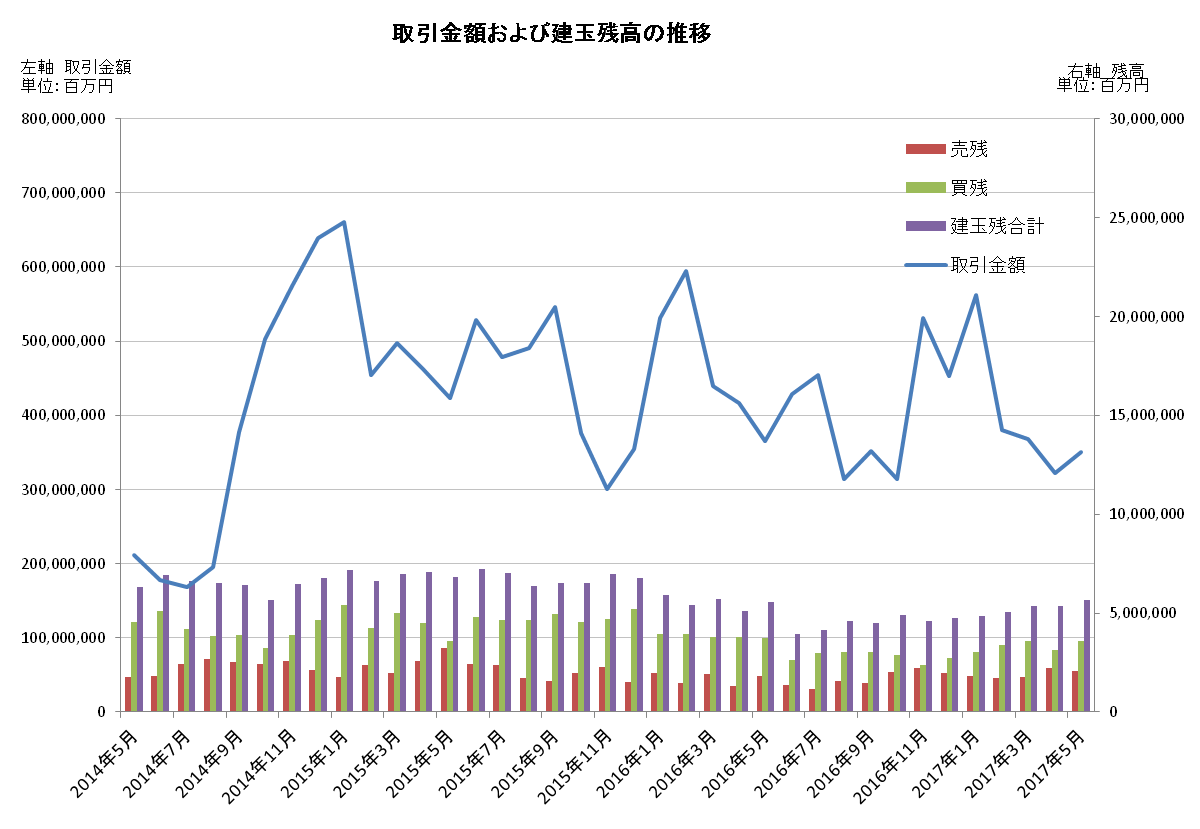 取引金額および建玉残高の推移
左軸 取引金額
単位: 百万円
右軸 残高
単位: 百万円
800,000,000
700,000,000
600,000,000
500,000,000
400,000,000
300,000,000
200,000,000
100,000,000
0
30,000,000
25,000,000
20,000,000
15,000,000
10,000,000
5,000,000
0
売残
買残
建玉残合計
取引金額
2014年5月
2014年7月
2014年9月
2014年11月
2015年1月
2015年3月
2015年5月
2015年7月
2015年9月
2015年11月
2016年1月
2016年3月
2016年5月
2016年7月
2016年9月
2016年11月
2017年1月
2017年3月
2017年5月